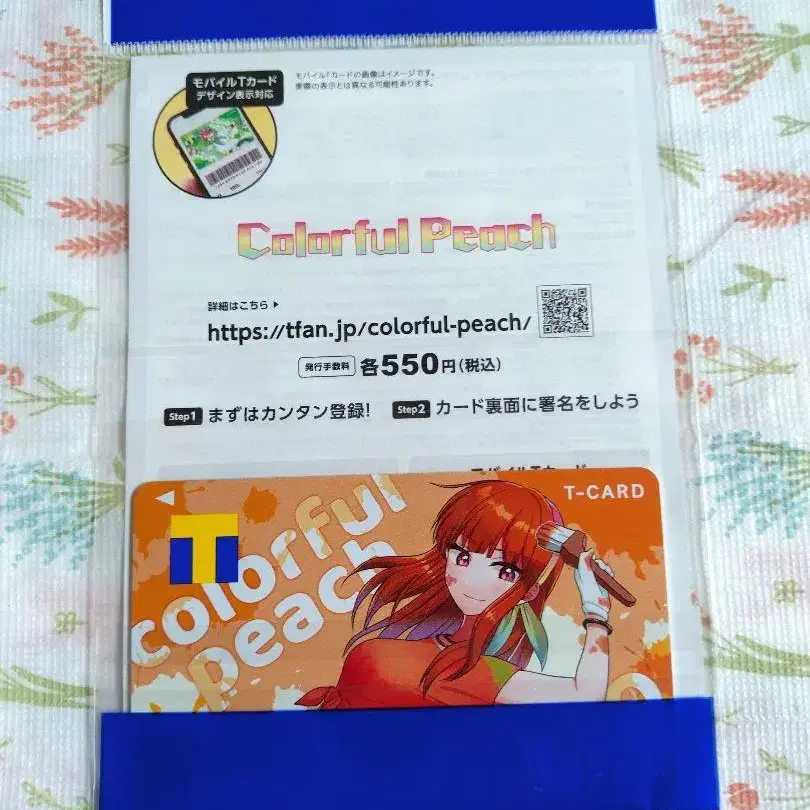 モバイルTカード
デザイン表示対応
モバイルTカードの画像はイメージです。
実際の表示とは異なる可能性あります。
Colorful Peach
詳細はこちら ▶
https://tfan.jp/colorful-peach/
発行手数料 各550円(税込)
Step1 まずはカンタン登録! Step2 カード裏面に署名をしよう
T-CARD
T
colorful
peach